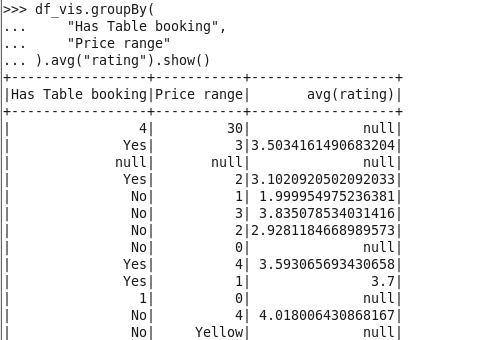 >>> df_vis.groupBy(
...     "Has Table booking",
...     "Price range"
... ).avg("rating").show()
+-----------------+-----------+------------------+
|Has Table booking|Price range|       avg(rating)|
+-----------------+-----------+------------------+
|                4|         30|              null|
|              Yes|          3|3.5034161490683204|
|             null|       null|              null|
|              Yes|          2|3.1020920502092033|
|               No|          1| 1.999954975236381|
|               No|          3| 3.835078534031416|
|               No|          2|2.9281184668989573|
|               No|          0|              null|
|              Yes|          4| 3.593065693430658|
|              Yes|          1|               3.7|
|                1|          0|              null|
|               No|          4| 4.018006430868167|
|               No|     Yellow|              null|